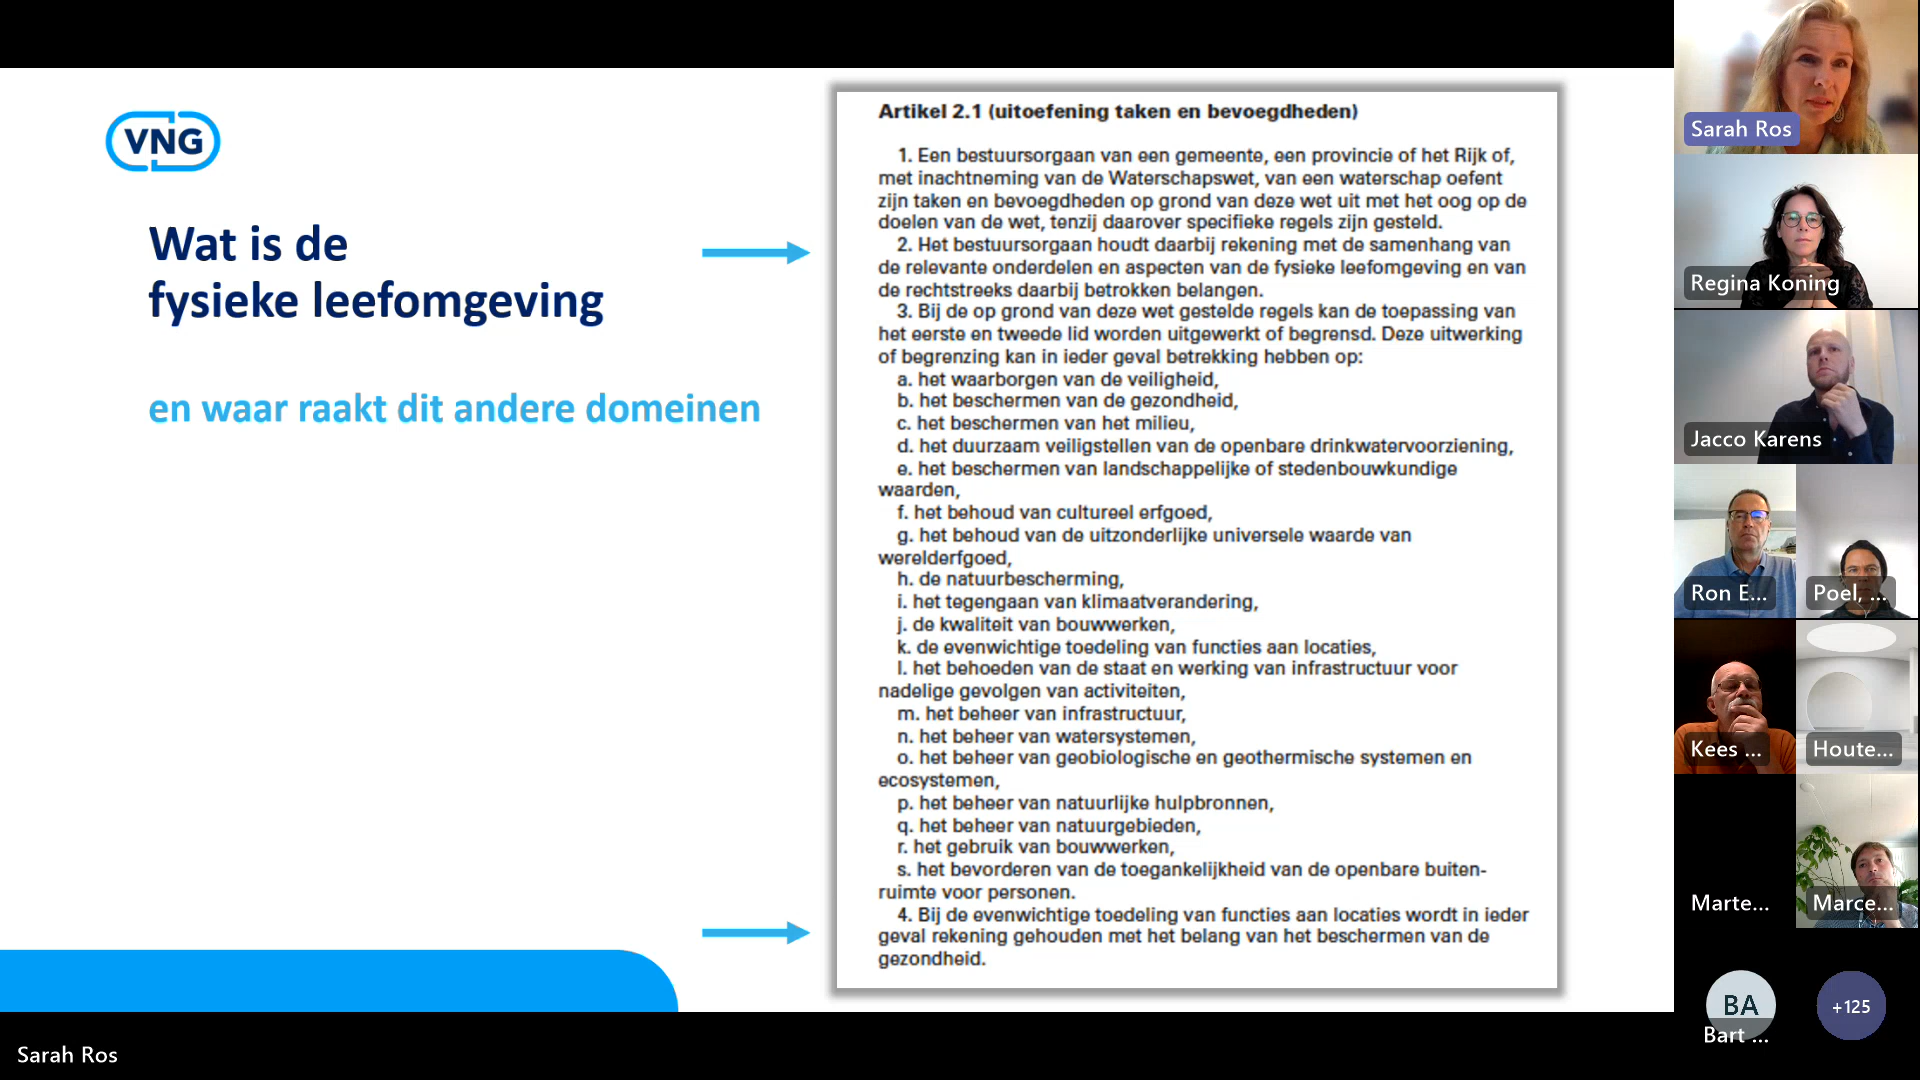 VNG
Wat is de
fysieke leefomgeving
en waar raakt dit andere domeinen
Artikel 2.1 (uitoefening taken en bevoegdheden)
1. Een bestuursorgaan van een gemeente, een provincie of het Rijk of,
met inachtneming van de Waterschapswet, van een waterschap oefent
zijn taken en bevoegdheden op grond van deze wet uit met het oog op de
doelen van de wet, tenzij daarover specifieke regels zijn gesteld.
2. Het bestuursorgaan houdt daarbij rekening met de samenhang van
de relevante onderdelen en aspecten van de fysieke leefomgeving en van
de rechtstreeks daarbij betrokken belangen.
3. Bij de op grond van deze wet gestelde regels kan de toepassing van
het eerste en tweede lid worden uitgewerkt of begrensd. Deze uitwerking
of begrenzing kan in ieder geval betrekking hebben op:
a. het waarborgen van de veiligheid,
b. het beschermen van de gezondheid,
c. het beschermen van het milieu,
d. het duurzaam veiligstellen van de openbare drinkwatervoorziening,
e. het beschermen van landschappelijke of stedenbouwkundige
waarden,
f. het behoud van cultureel erfgoed,
g. het behoud van de uitzonderlijke universele waarde van
werelderfgoed,
h. de natuurbescherming,
i. het tegengaan van klimaatverandering,
j. de kwaliteit van bouwwerken,
k. de evenwichtige toedeling van functies aan locaties,
l. het behoeden van de staat en werking van infrastructuur voor
nadelige gevolgen van activiteiten,
m. het beheer van infrastructuur,
n. het beheer van watersystemen,
o. het beheer van geobiologische en geothermische systemen en
ecosystemen,
p. het beheer van natuurlijke hulpbronnen,
q. het beheer van natuurgebieden,
r. het gebruik van bouwwerken,
s. het bevorderen van de toegankelijkheid van de openbare buiten-
ruimte voor personen.
4. Bij de evenwichtige toedeling van functies aan locaties wordt in ieder
geval rekening gehouden met het belang van het beschermen van de
gezondheid.
Sarah Ros
Sarah Ros
Regina Koning
Jacco Karens
Ron E...
Poel, ...
Kees ...
Houte...
Marte...
Marce...
BA
Bart ...
+125